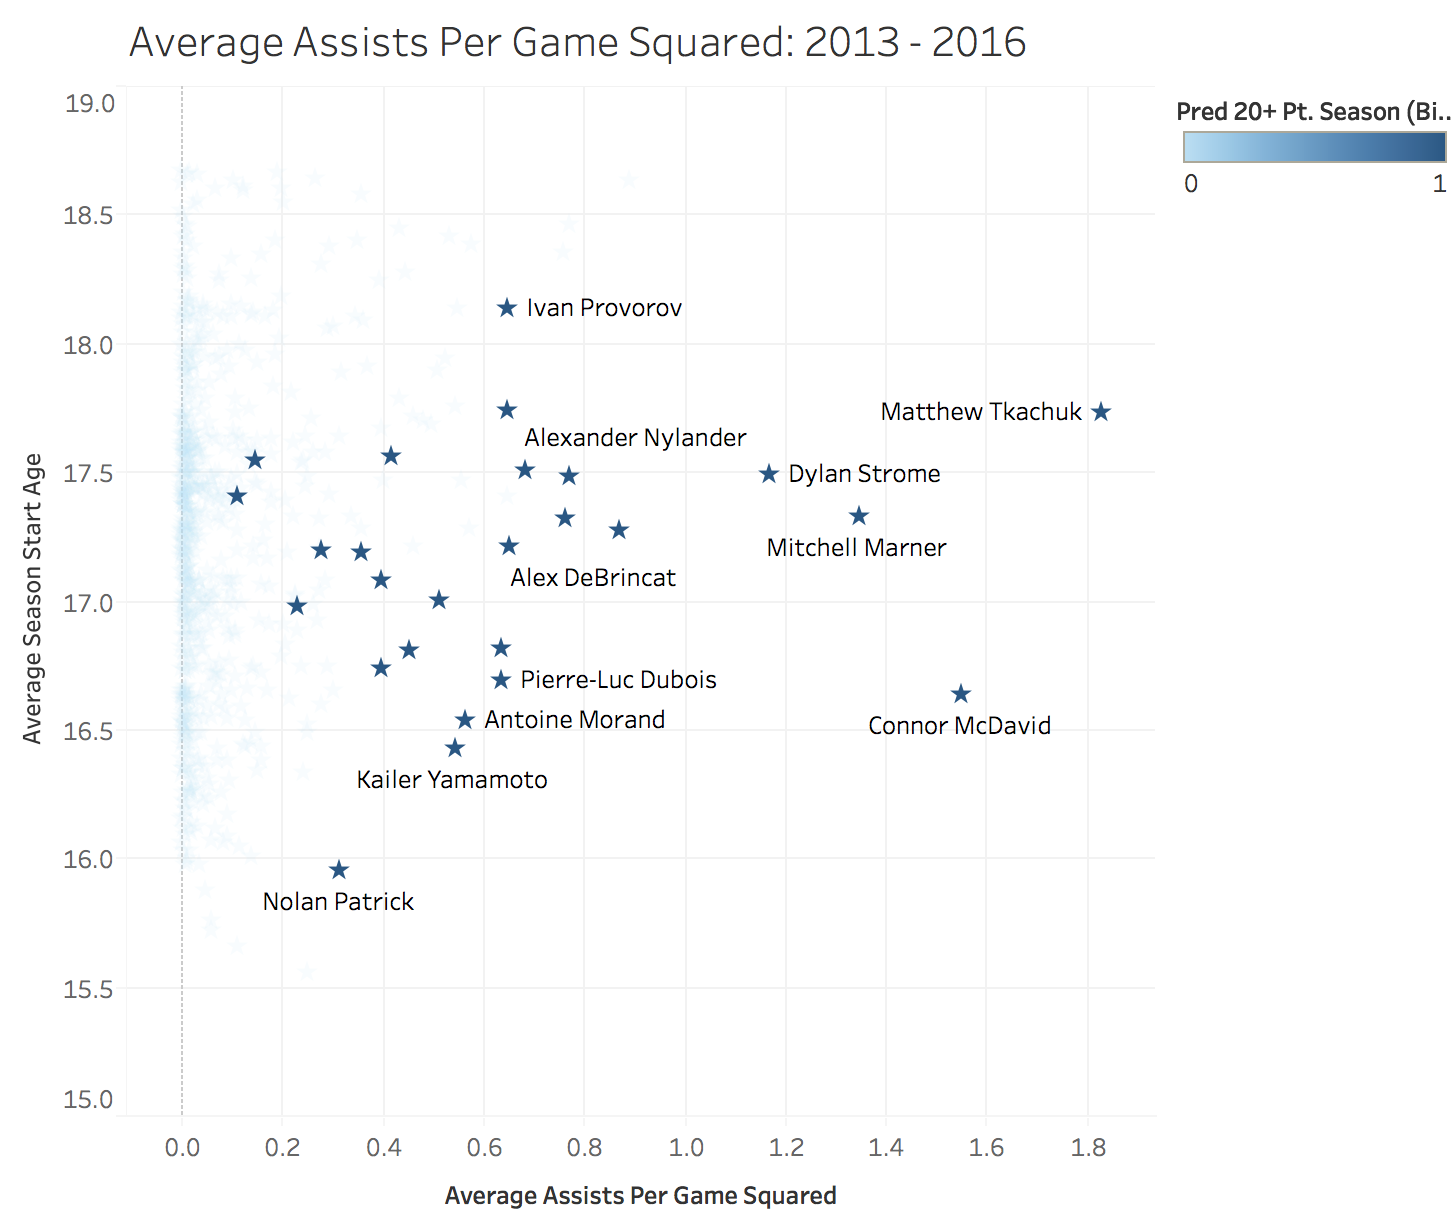 Average Assists Per Game Squared: 2013 - 2016
Pred 20+ Pt. Season (Bi..
0 1
19.0
18.5
18.0
17.5
17.0
16.5
16.0
15.5
15.0
Average Season Start Age
Ivan Provorov
Matthew Tkachuk
Alexander Nylander
Dylan Strome
Mitchell Marner
Alex DeBrincat
Pierre-Luc Dubois
Connor McDavid
Antoine Morand
Kailer Yamamoto
Nolan Patrick
0.0 0.2 0.4 0.6 0.8 1.0 1.2 1.4 1.6 1.8
Average Assists Per Game Squared